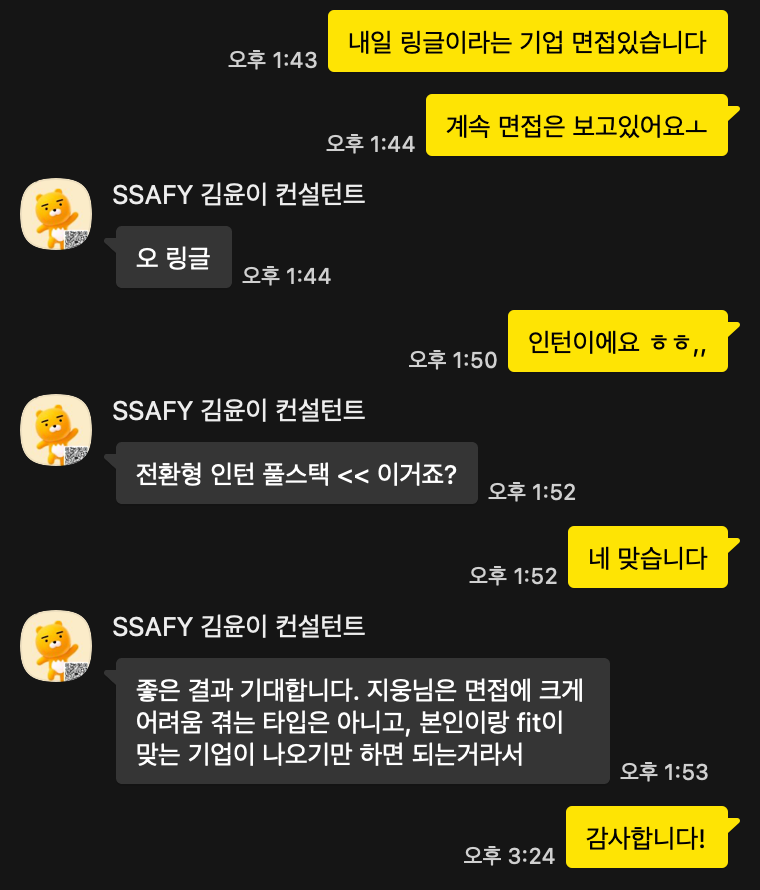 내일 링글이라는 기업 면접있습니다
오후 1:43
계속 면접은 보고있어요ㅗ
오후 1:44
SSAFY 김윤이 컨설턴트
오 링글
오후 1:44
인턴이에요 ㅎㅎ,,
오후 1:50
SSAFY 김윤이 컨설턴트
전환형 인턴 풀스택 << 이거죠?
오후 1:52
네 맞습니다
오후 1:52
SSAFY 김윤이 컨설턴트
좋은 결과 기대합니다. 지웅님은 면접에 크게
어려움 겪는 타입은 아니고, 본인이랑 fit이
맞는 기업이 나오기만 하면 되는거라서
오후 1:53
감사합니다!
오후 3:24